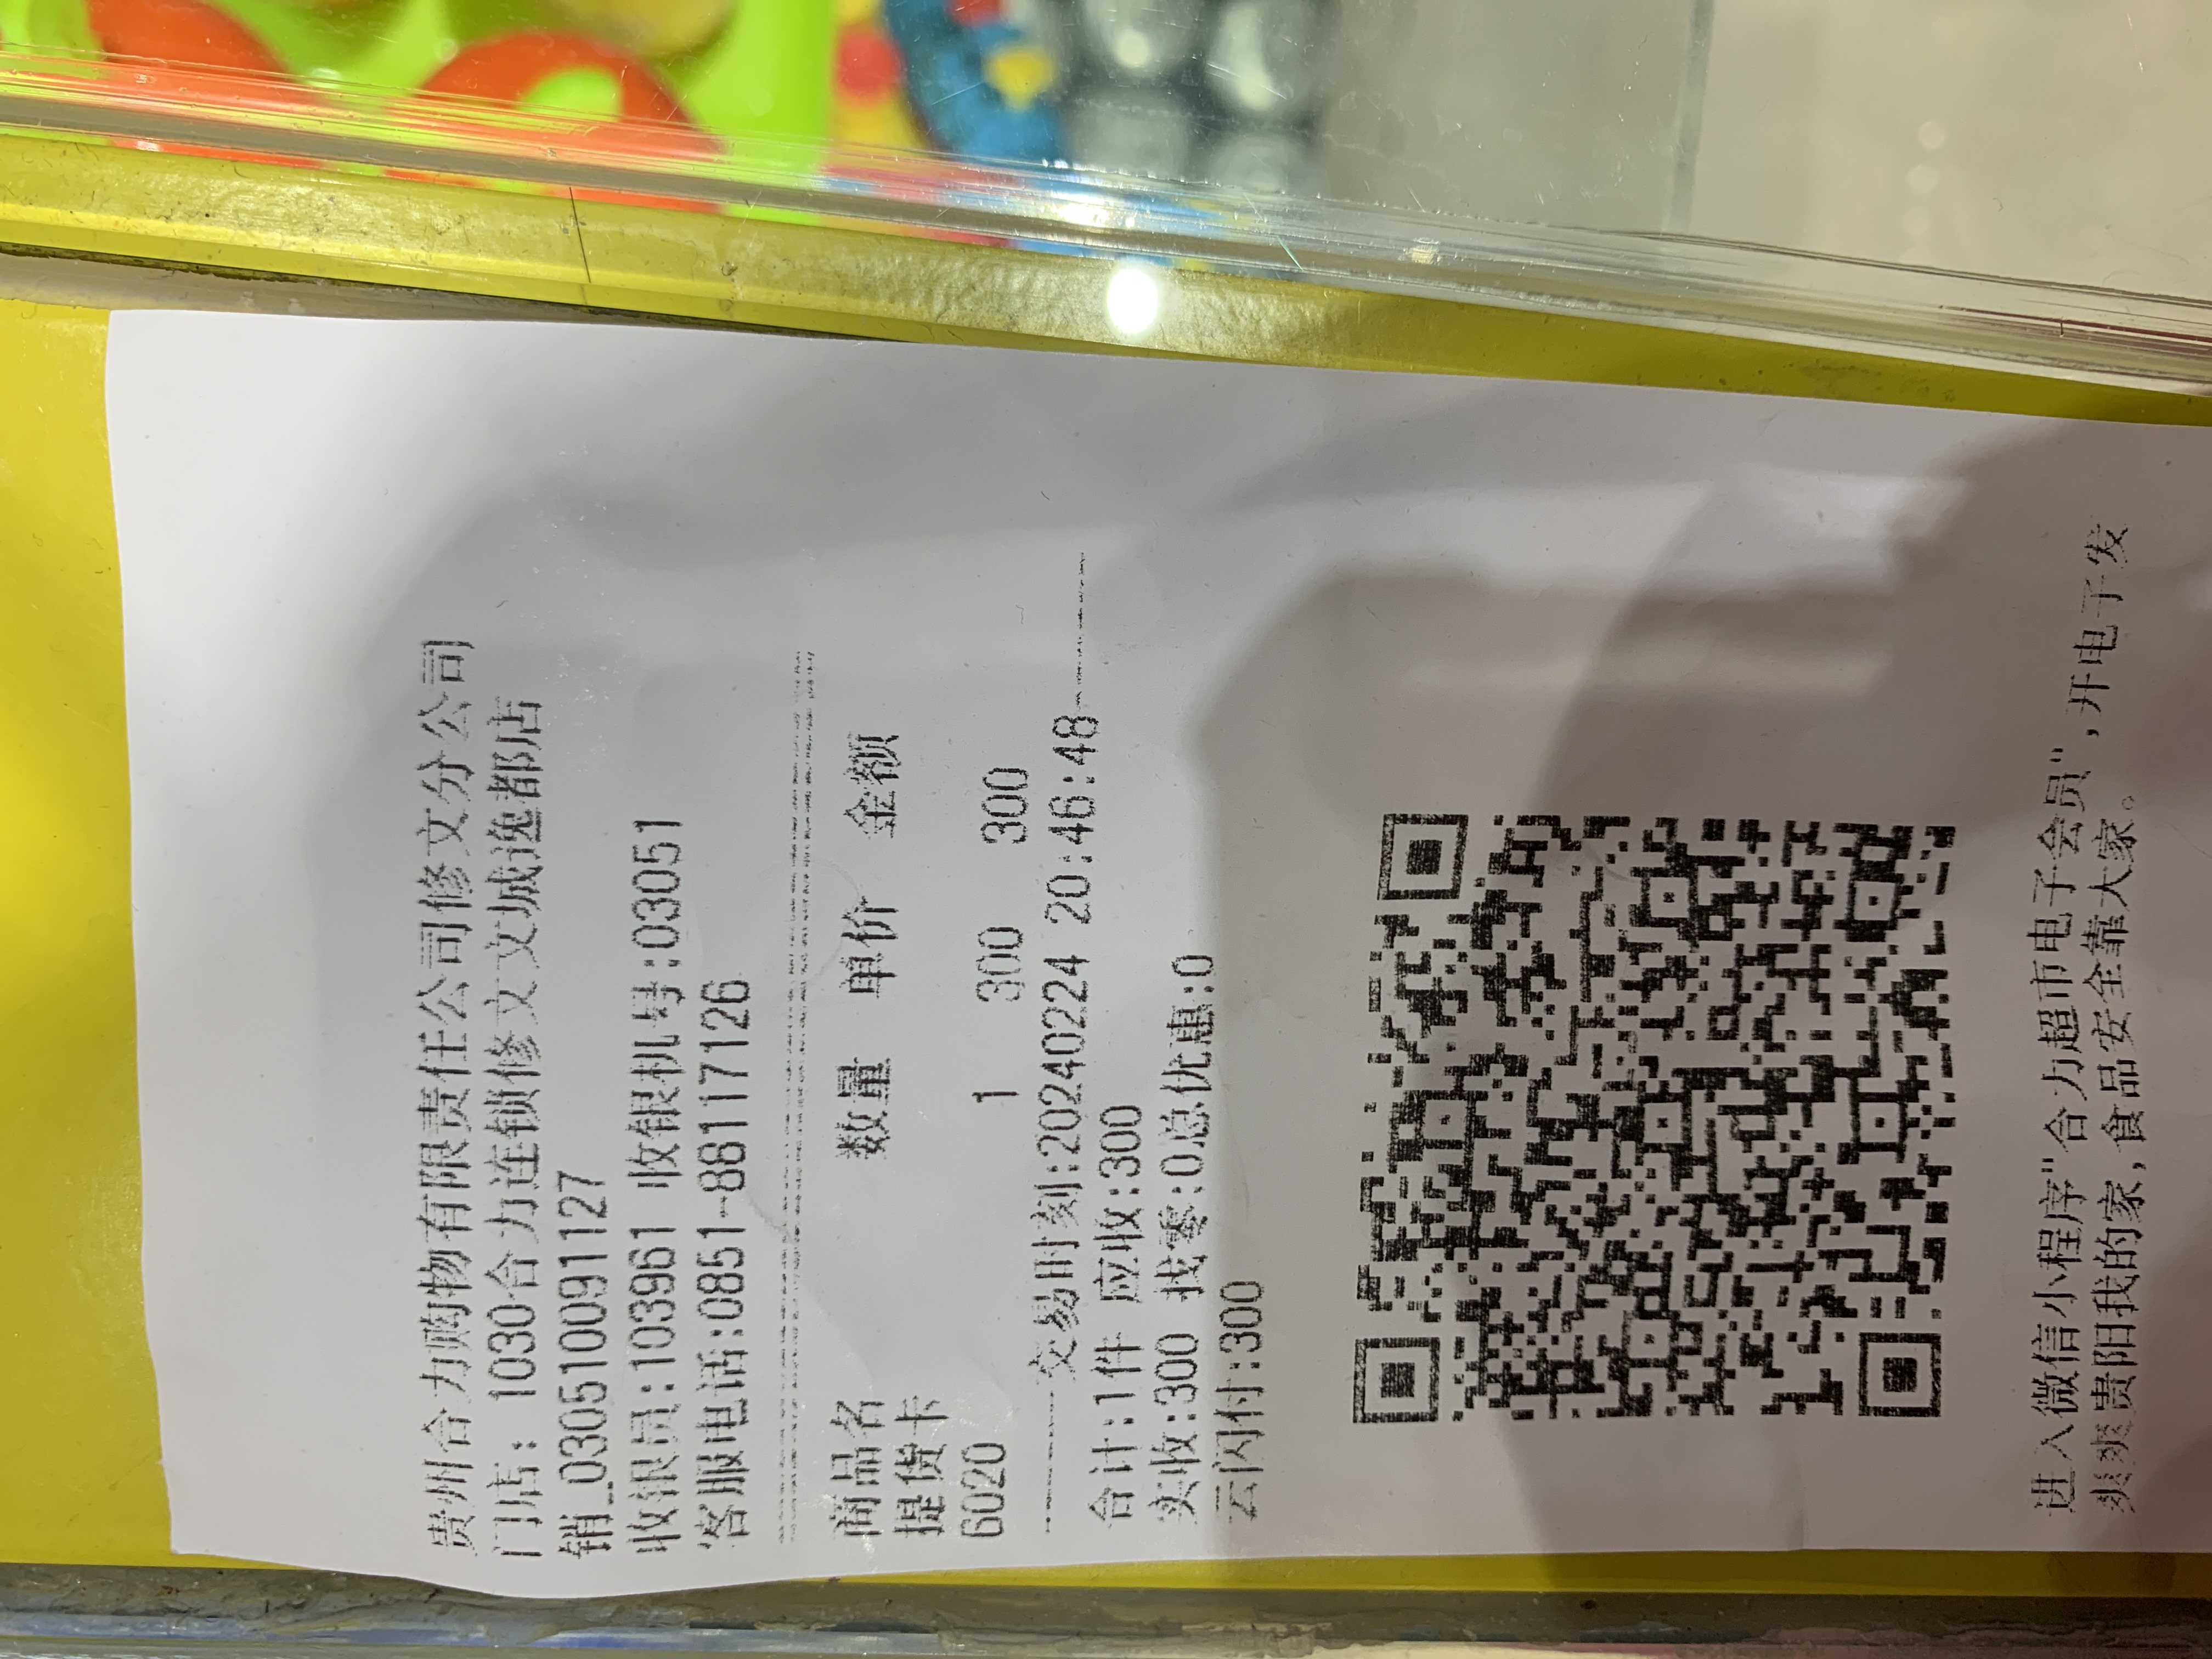 贵州合力购物有限责任公司修文分公司
门店: 1030合力连锁修文文城逸都店
销_030510091127
收银员:103961 收银机号:03051
客服电话:0851-88117126
商品名 数量 单价 金额
提货卡
6020 1 300 300
交易时刻:20240224 20:46:48
合计:1件 应收:300
实收:300 找零:0总优惠:0
云闪付:300
进入微信小程序"合力超市电子会员",开电子发
爽爽贵阳我的家,食品安全靠大家。